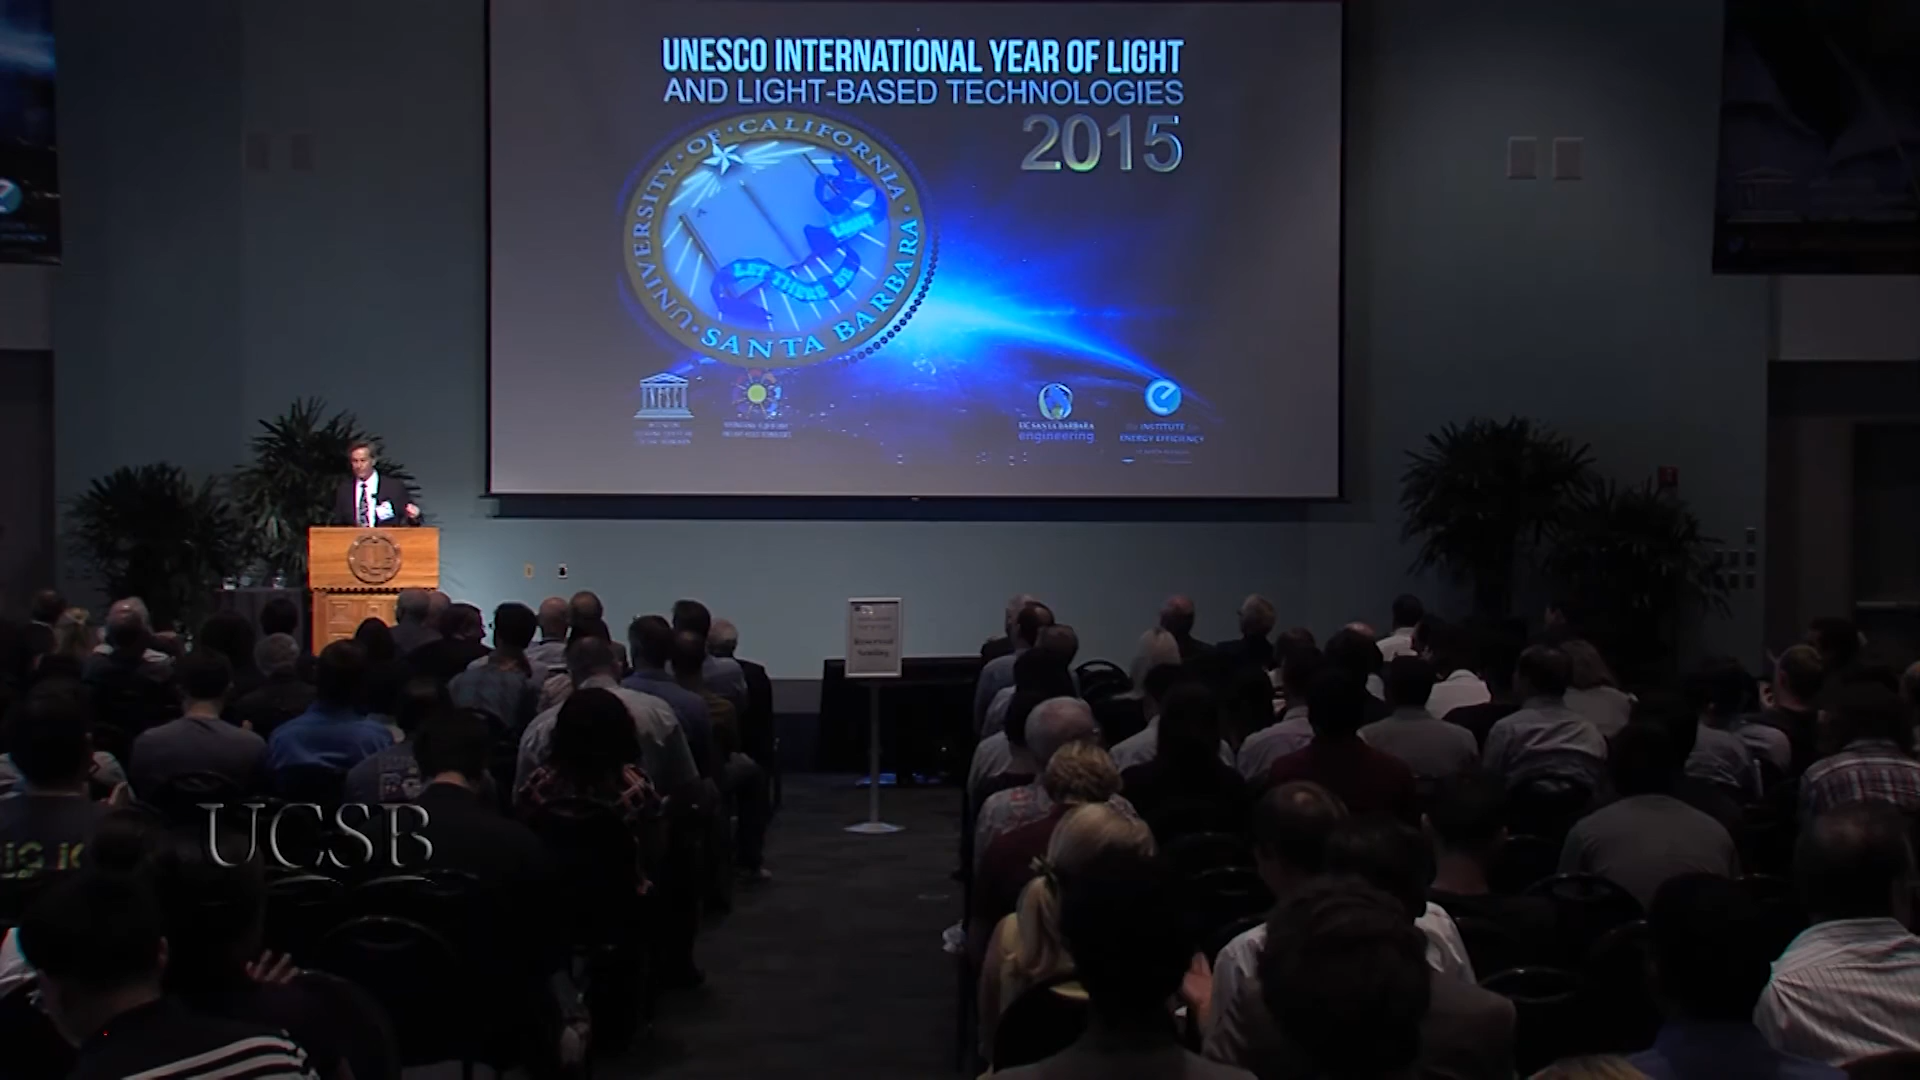 UNESCO INTERNATIONAL YEAR OF LIGHT
AND LIGHT-BASED TECHNOLOGIES
2015
UNIVERSITY · OF · CALIFORNIA ·
SANTA BARBARA
LET THERE BE
LIGHT
UC SANTA BARBARA
engineering
INSTITUTE
ENERGY EFFICIENCY
Reserved
Seating
UCSB